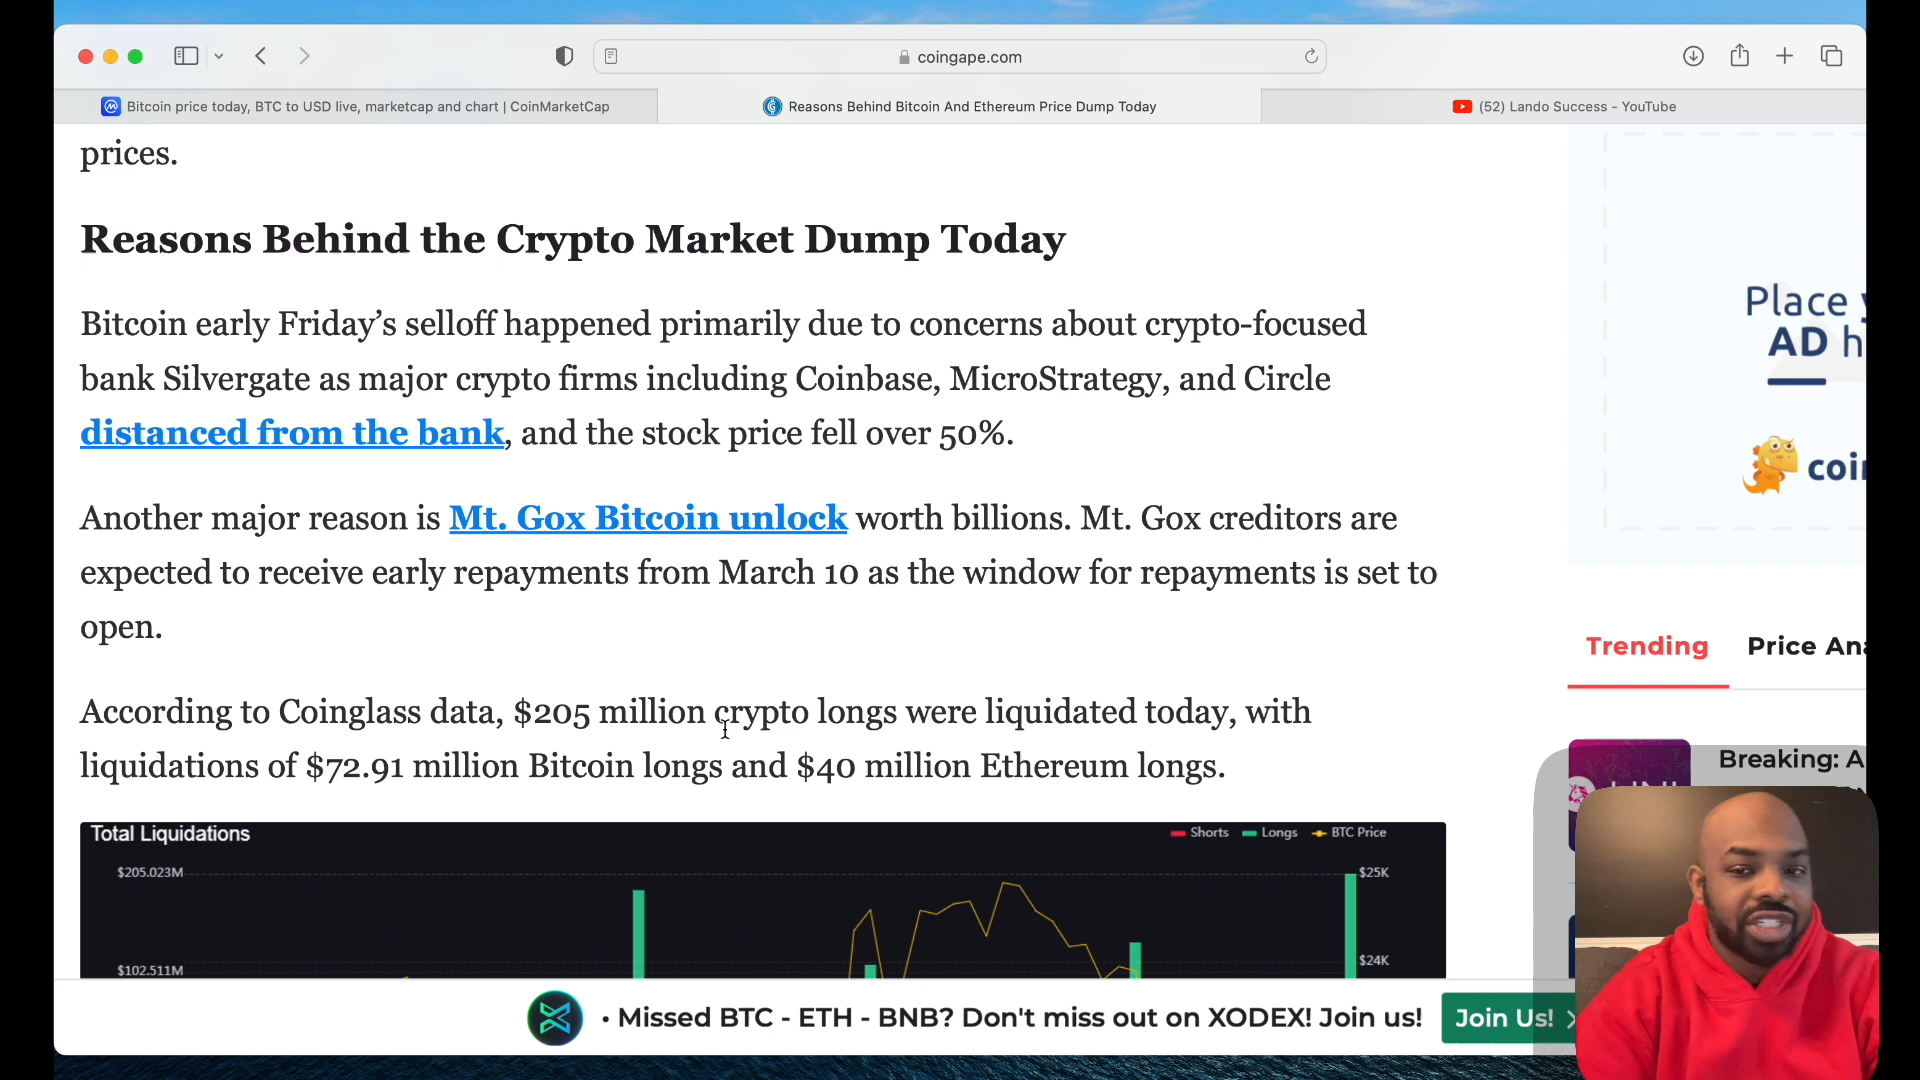 coingape.com
Bitcoin price today, BTC to USD live, marketcap and chart | CoinMarketCap
Reasons Behind Bitcoin And Ethereum Price Dump Today
(52) Lando Success - YouTube
prices.
Reasons Behind the Crypto Market Dump Today
Bitcoin early Friday’s selloff happened primarily due to concerns about crypto-focused
bank Silvergate as major crypto firms including Coinbase, MicroStrategy, and Circle
distanced from the bank, and the stock price fell over 50%.
Another major reason is Mt. Gox Bitcoin unlock worth billions. Mt. Gox creditors are
expected to receive early repayments from March 10 as the window for repayments is set to
open.
According to Coinglass data, $205 million crypto longs were liquidated today, with
liquidations of $72.91 million Bitcoin longs and $40 million Ethereum longs.
Total Liquidations
Shorts Longs BTC Price
$205.023M
$25K
$102.511M
$24K
Place
AD
Trending
Price
Breaking: A
• Missed BTC - ETH - BNB? Don't miss out on XODEX! Join us!
Join Us!